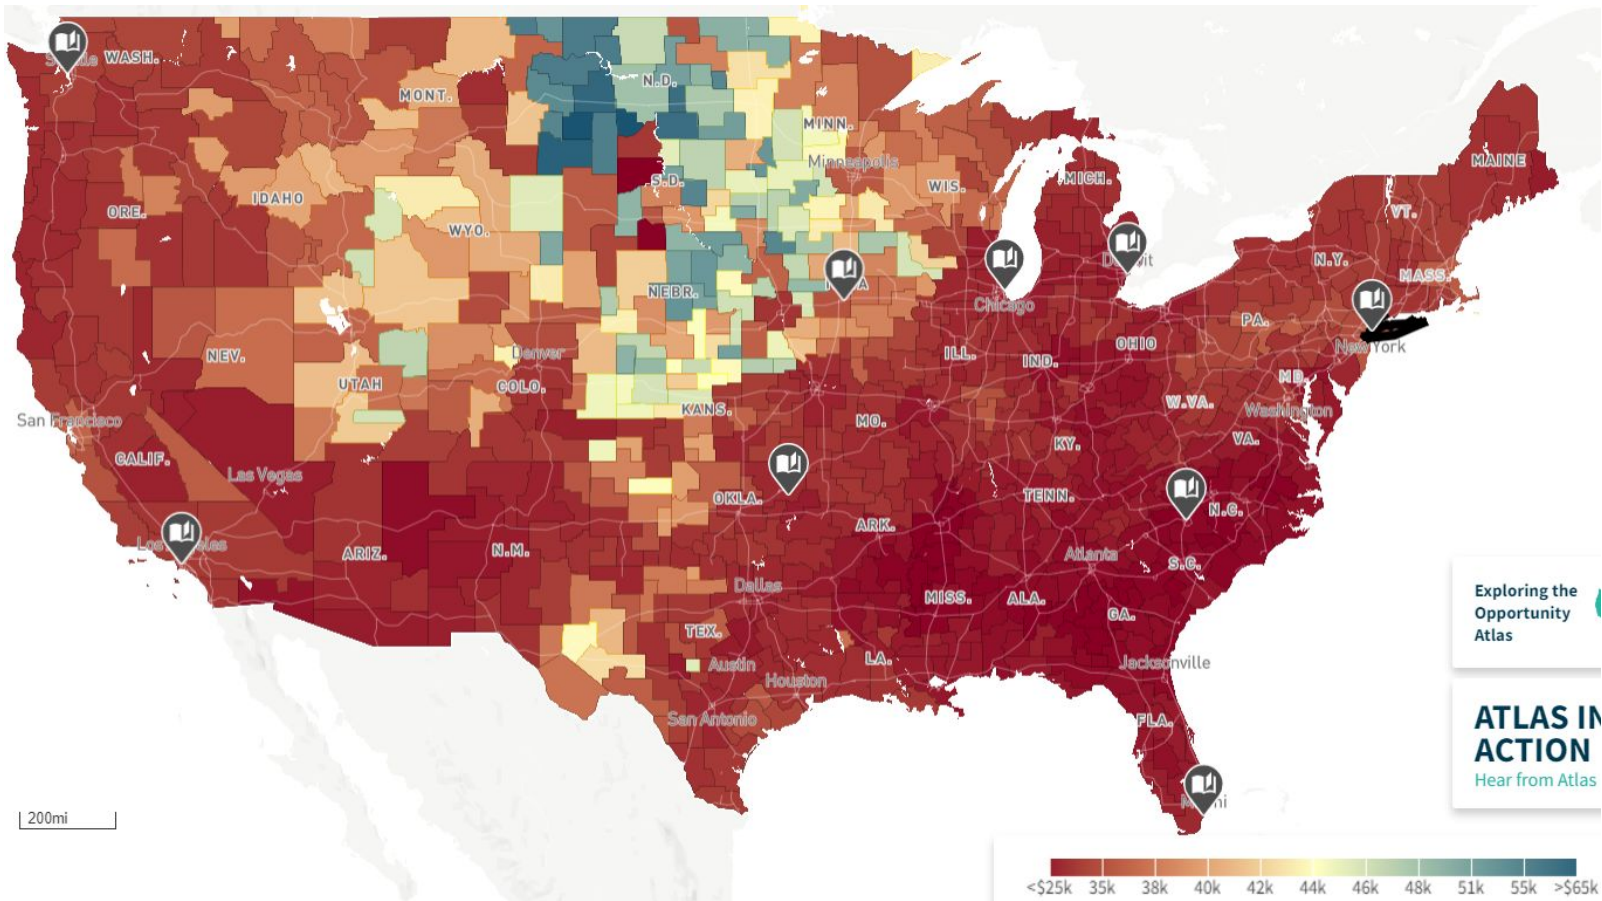 WASH.
MONT.
N.D.
MINN.
Minneapolis
MAINE
ORE.
IDAHO
WYO.
S.D.
WIS.
MICH.
VT.
N.Y.
MASS.
NEBR.
Chicago
NEV.
UTAH
Denver
COLO.
KANS.
ILL.
IND.
OHIO
PA.
New York
MD.
San Francisco
CALIF.
Las Vegas
MO.
KY.
W.VA.
Washington
VA.
Los Angeles
ARIZ.
N.M.
OKLA.
ARK.
TENN.
N.C.
Dallas
Atlanta
S.C.
MISS.
ALA.
GA.
TEX.
Austin
LA.
Houston
San Antonio
Jacksonville
FLA.
200mi
Exploring the
Opportunity
Atlas
ATLAS IN
ACTION
Hear from Atlas
<$25k 35k 38k 40k 42k 44k 46k 48k 51k 55k >$65k